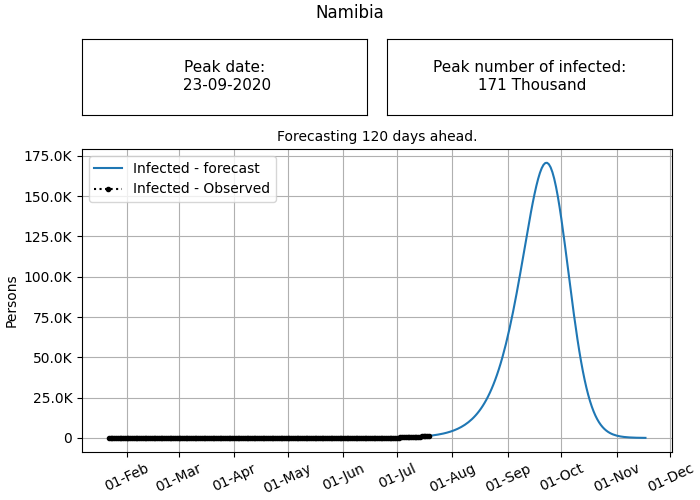 Namibia
Peak date:
23-09-2020
Peak number of infected:
171 Thousand
Forecasting 120 days ahead.
175.0K
150.0K
125.0K
100.0K
75.0K
50.0K
25.0K
0
Persons
Infected - forecast
Infected - Observed
01-Feb
01-Mar
01-Apr
01-May
01-Jun
01-Jul
01-Aug
01-Sep
01-Oct
01-Nov
01-Dec